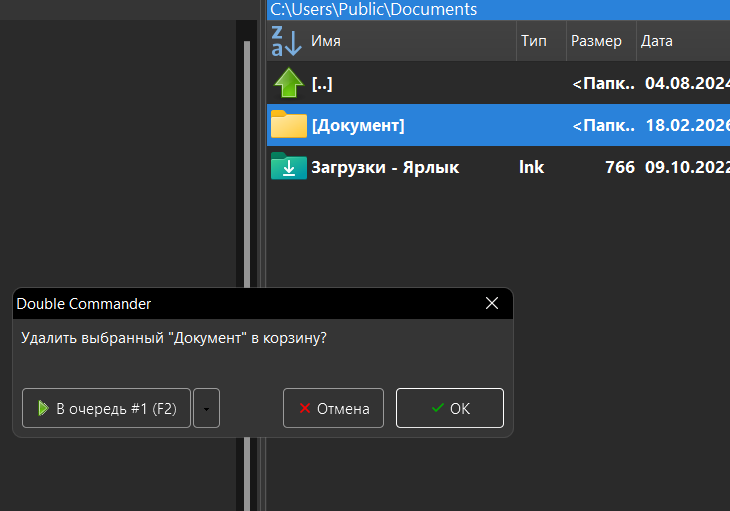 C:\Users\Public\Documents
Имя Тип Размер Дата
[..] <Папк.. 04.08.2024
[Документ] <Папк.. 18.02.2026
Загрузки - Ярлык lnk 766 09.10.2022
Double Commander
Удалить выбранный "Документ" в корзину?
В очередь #1 (F2) Отмена OK